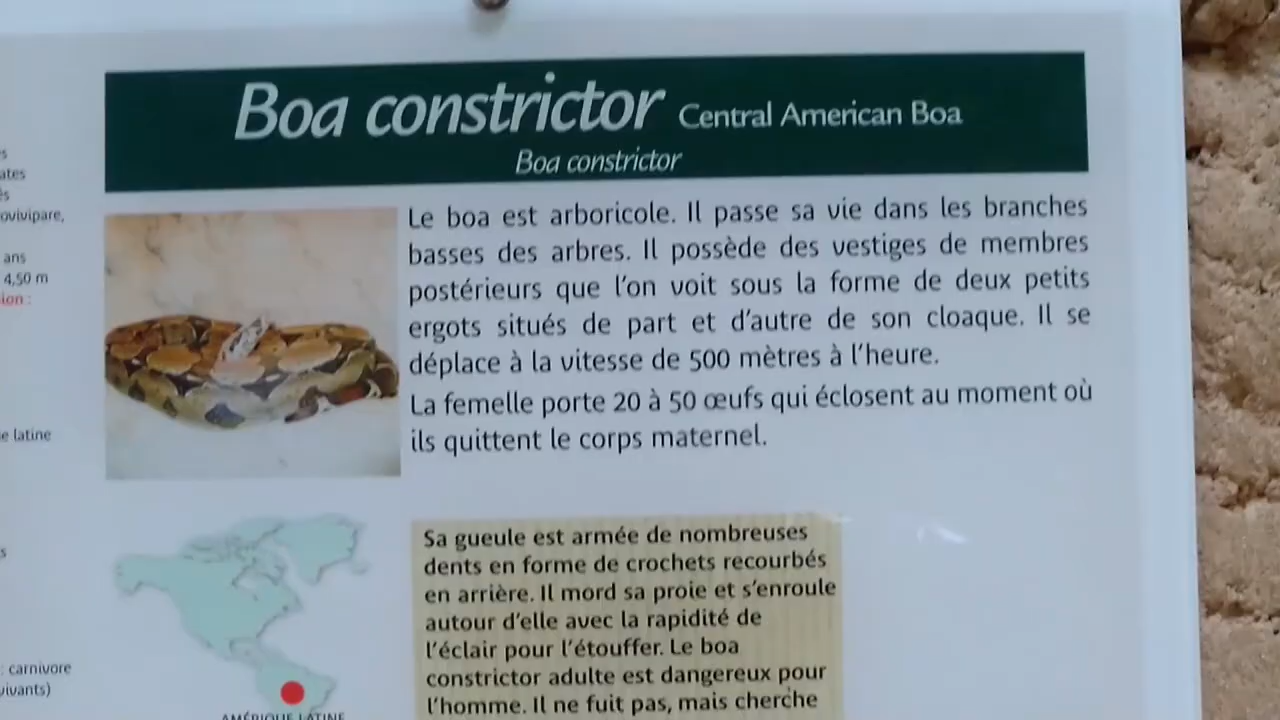 Boa constrictor Central American Boa
Boa constrictor
ovivipare,
ans
4,50 m
Le boa est arboricole. Il passe sa vie dans les branches
basses des arbres. Il possède des vestiges de membres
postérieurs que l'on voit sous la forme de deux petits
ergots situés de part et d'autre de son cloaque. Il se
déplace à la vitesse de 500 mètres à l'heure.
La femelle porte 20 à 50 œufs qui éclosent au moment où
ils quittent le corps maternel.
e latine
: carnivore
vivants)
Sa gueule est armée de nombreuses
dents en forme de crochets recourbés
en arrière. Il mord sa proie et s'enroule
autour d'elle avec la rapidité de
l'éclair pour l'étouffer. Le boa
constrictor adulte est dangereux pour
l'homme. Il ne fuit pas, mais cherche
AMÉRIQUE LATINE